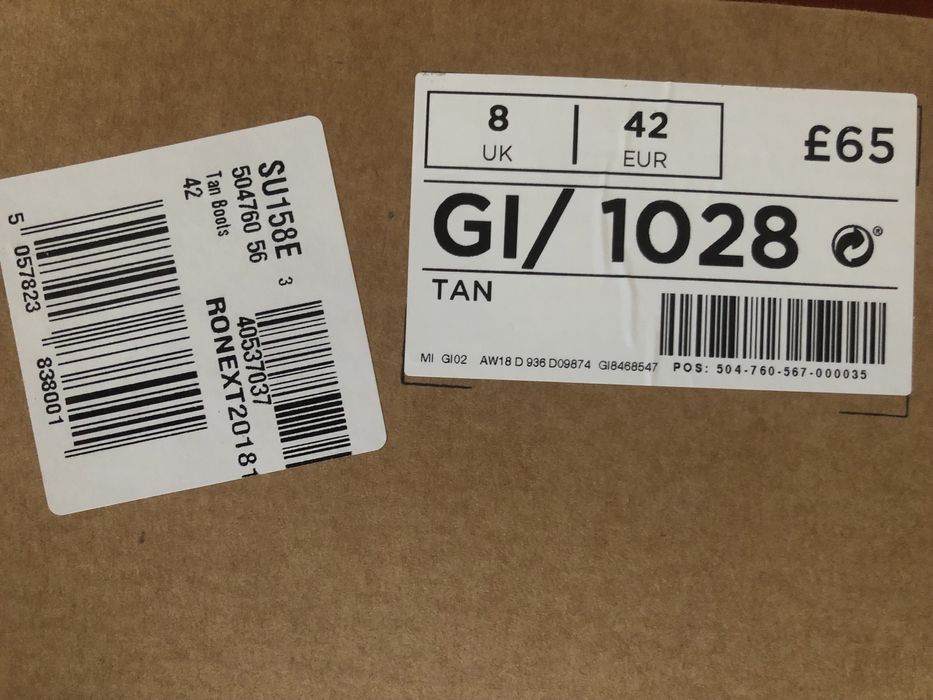 SU158E 3
504760 56
Tan Boots
42
5 057823 838001
40537037
RONEXT20181
8
UK
42
EUR
£65
GI/ 1028
TAN
MI GI02 AW18 D 936 D09874 GI8468547
POS: 504-760-567-000035